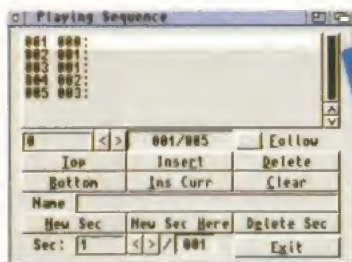 Playing Sequence
001 000:
002 001:
003 001:
004 002:
005 003:
0 < > 001/005 Follow
Top Insert Delete
Bottom Ins Curr Clear
Name
New Sec New Sec Here Delete Sec
Sec: 1 < > / 001 Exit